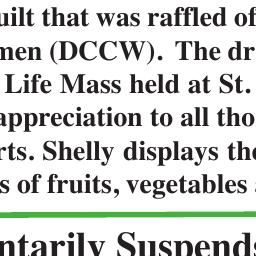 uilt that was raffled of
men (DCCW). The dr
Life Mass held at St.
appreciation to all tho
rts. Shelly displays the
s of fruits, vegetables
ntarily Suspends